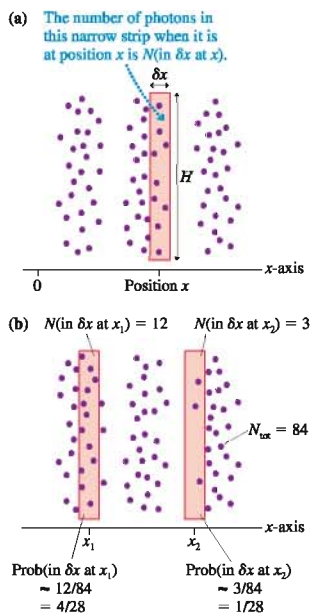 (a)
The number of photons in
this narrow strip when it is
at position x is N(in δx at x).
δx
H
x-axis
0
Position x
(b) N(in δx at x₁) = 12 N(in δx at x₂) = 3
Nₜₒₜ = 84
x-axis
x₁ x₂
Prob(in δx at x₁) Prob(in δx at x₂)
≈ 12/84 ≈ 3/84
= 4/28 = 1/28